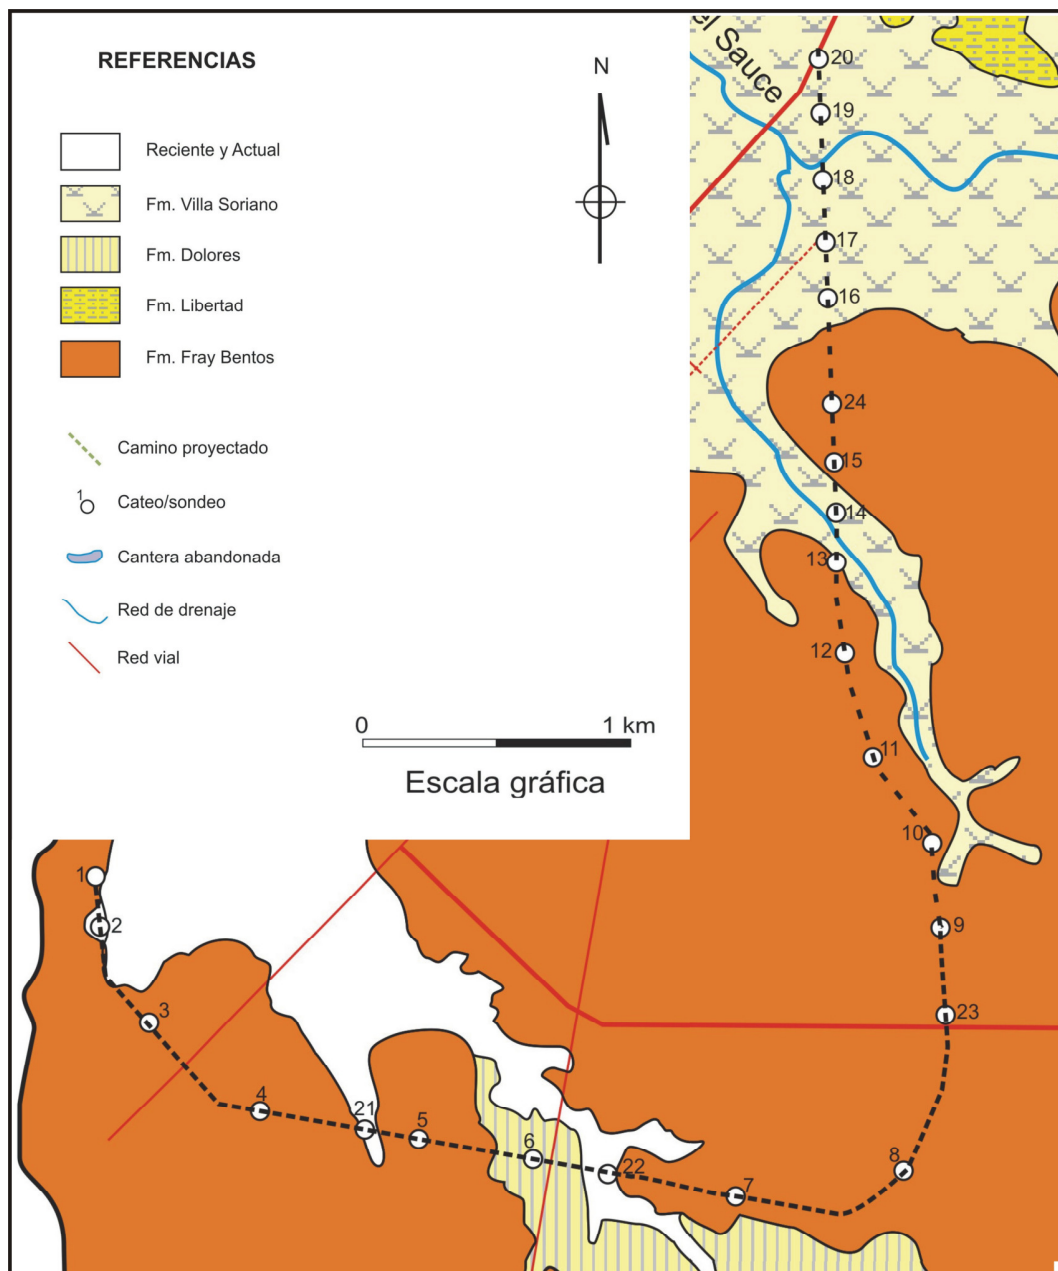 REFERENCIAS
Reciente y Actual
Fm. Villa Soriano
Fm. Dolores
Fm. Libertad
Fm. Fray Bentos
Camino proyectado
1
Cateo/sondeo
Cantera abandonada
Red de drenaje
Red vial
N
0 1 km
Escala gráfica
Sauce
20
19
18
17
16
24
15
14
13
12
11
10
9
23
8
7
22
6
5
21
4
3
2
1